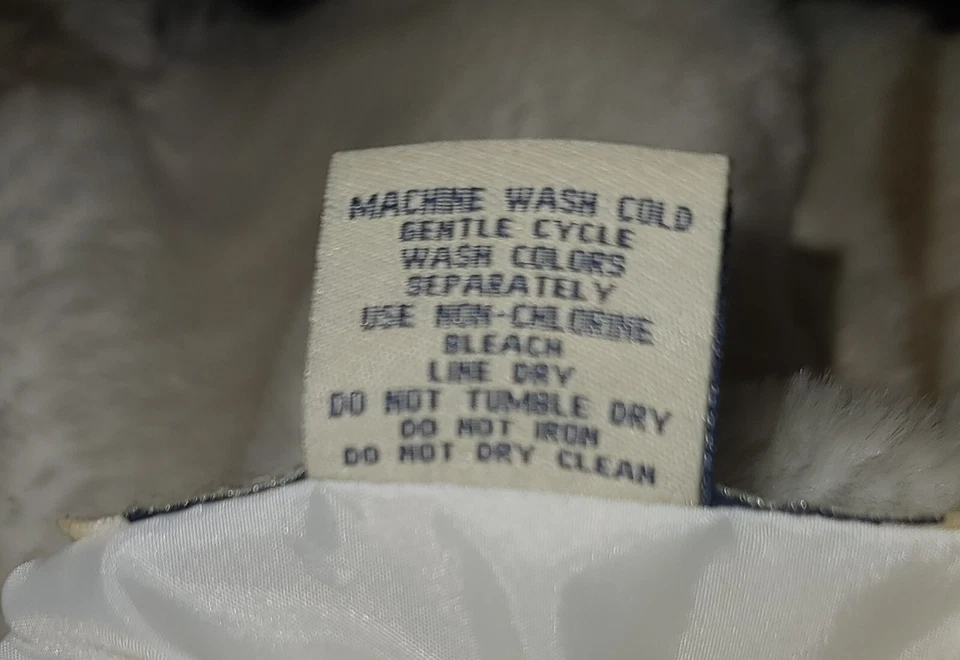 MACHINE WASH COLD
GENTLE CYCLE
WASH COLORS
SEPARATELY
USE NON-CHLORINE
BLEACH
LINE DRY
DO NOT TUMBLE DRY
DO NOT IRON
DO NOT DRY CLEAN